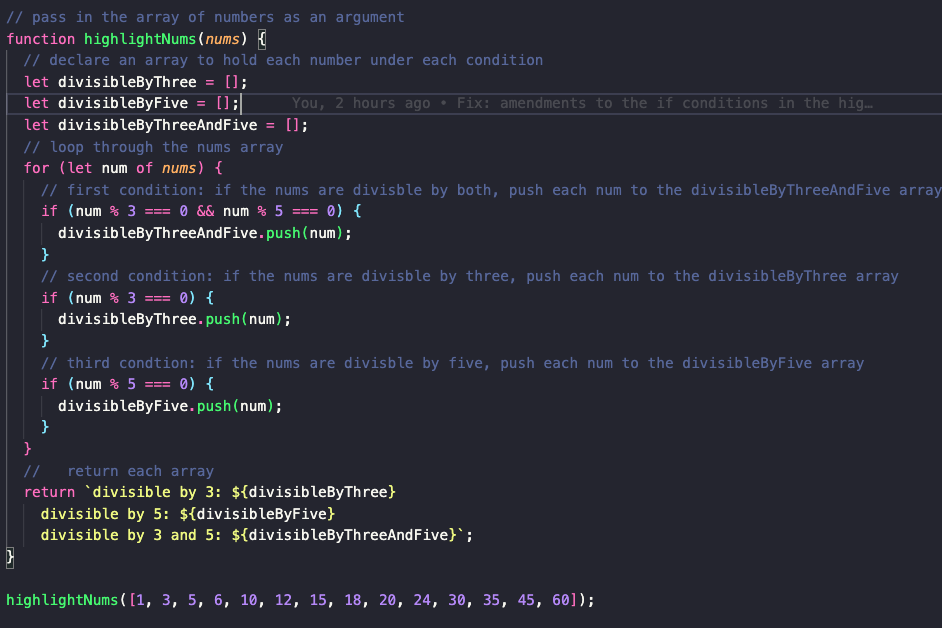 // pass in the array of numbers as an argument
function highlightNums(nums) {
  // declare an array to hold each number under each condition
  let divisibleByThree = [];
  let divisibleByFive = [];      You, 2 hours ago • Fix: amendments to the if conditions in the hig…
  let divisibleByThreeAndFive = [];
  // loop through the nums array
  for (let num of nums) {
    // first condition: if the nums are divisble by both, push each num to the divisibleByThreeAndFive array
    if (num % 3 === 0 && num % 5 === 0) {
      divisibleByThreeAndFive.push(num);
    }
    // second condition: if the nums are divisble by three, push each num to the divisibleByThree array
    if (num % 3 === 0) {
      divisibleByThree.push(num);
    }
    // third condtion: if the nums are divisble by five, push each num to the divisibleByFive array
    if (num % 5 === 0) {
      divisibleByFive.push(num);
    }
  }
  //   return each array
  return `divisible by 3: ${divisibleByThree}
    divisible by 5: ${divisibleByFive}
    divisible by 3 and 5: ${divisibleByThreeAndFive}`;
}
highlightNums([1, 3, 5, 6, 10, 12, 15, 18, 20, 24, 30, 35, 45, 60]);